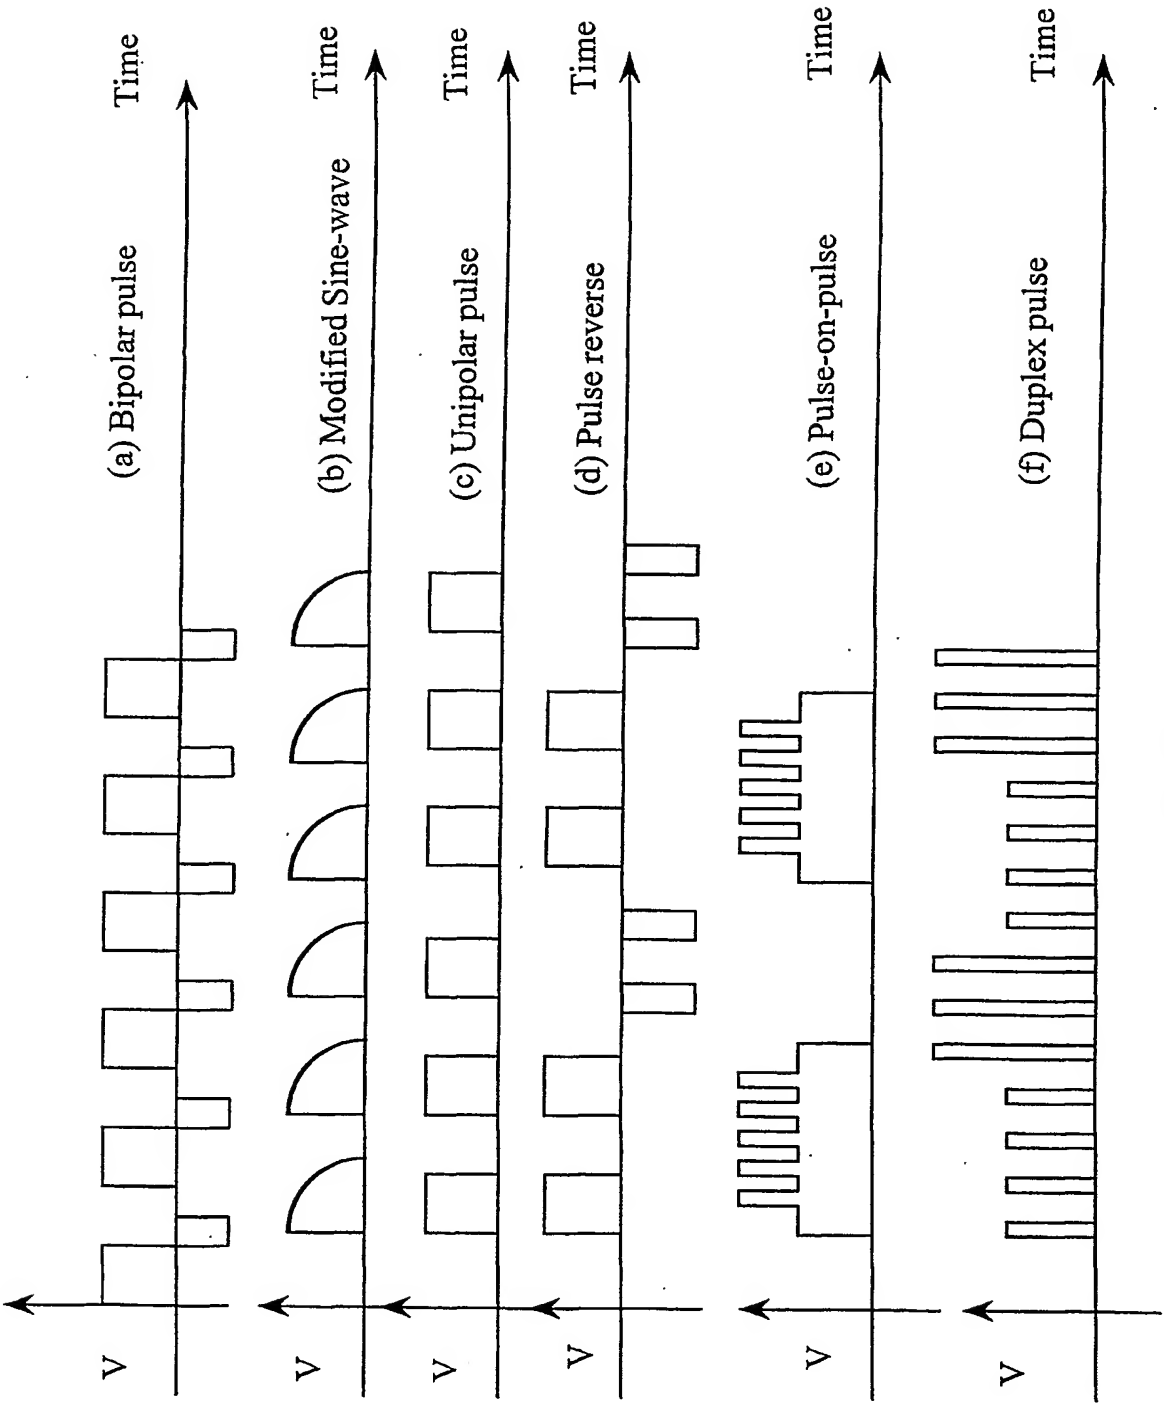 V
(a) Bipolar pulse
Time
V
(b) Modified Sine-wave
Time
V
(c) Unipolar pulse
Time
V
(d) Pulse reverse
Time
V
(e) Pulse-on-pulse
Time
V
(f) Duplex pulse
Time